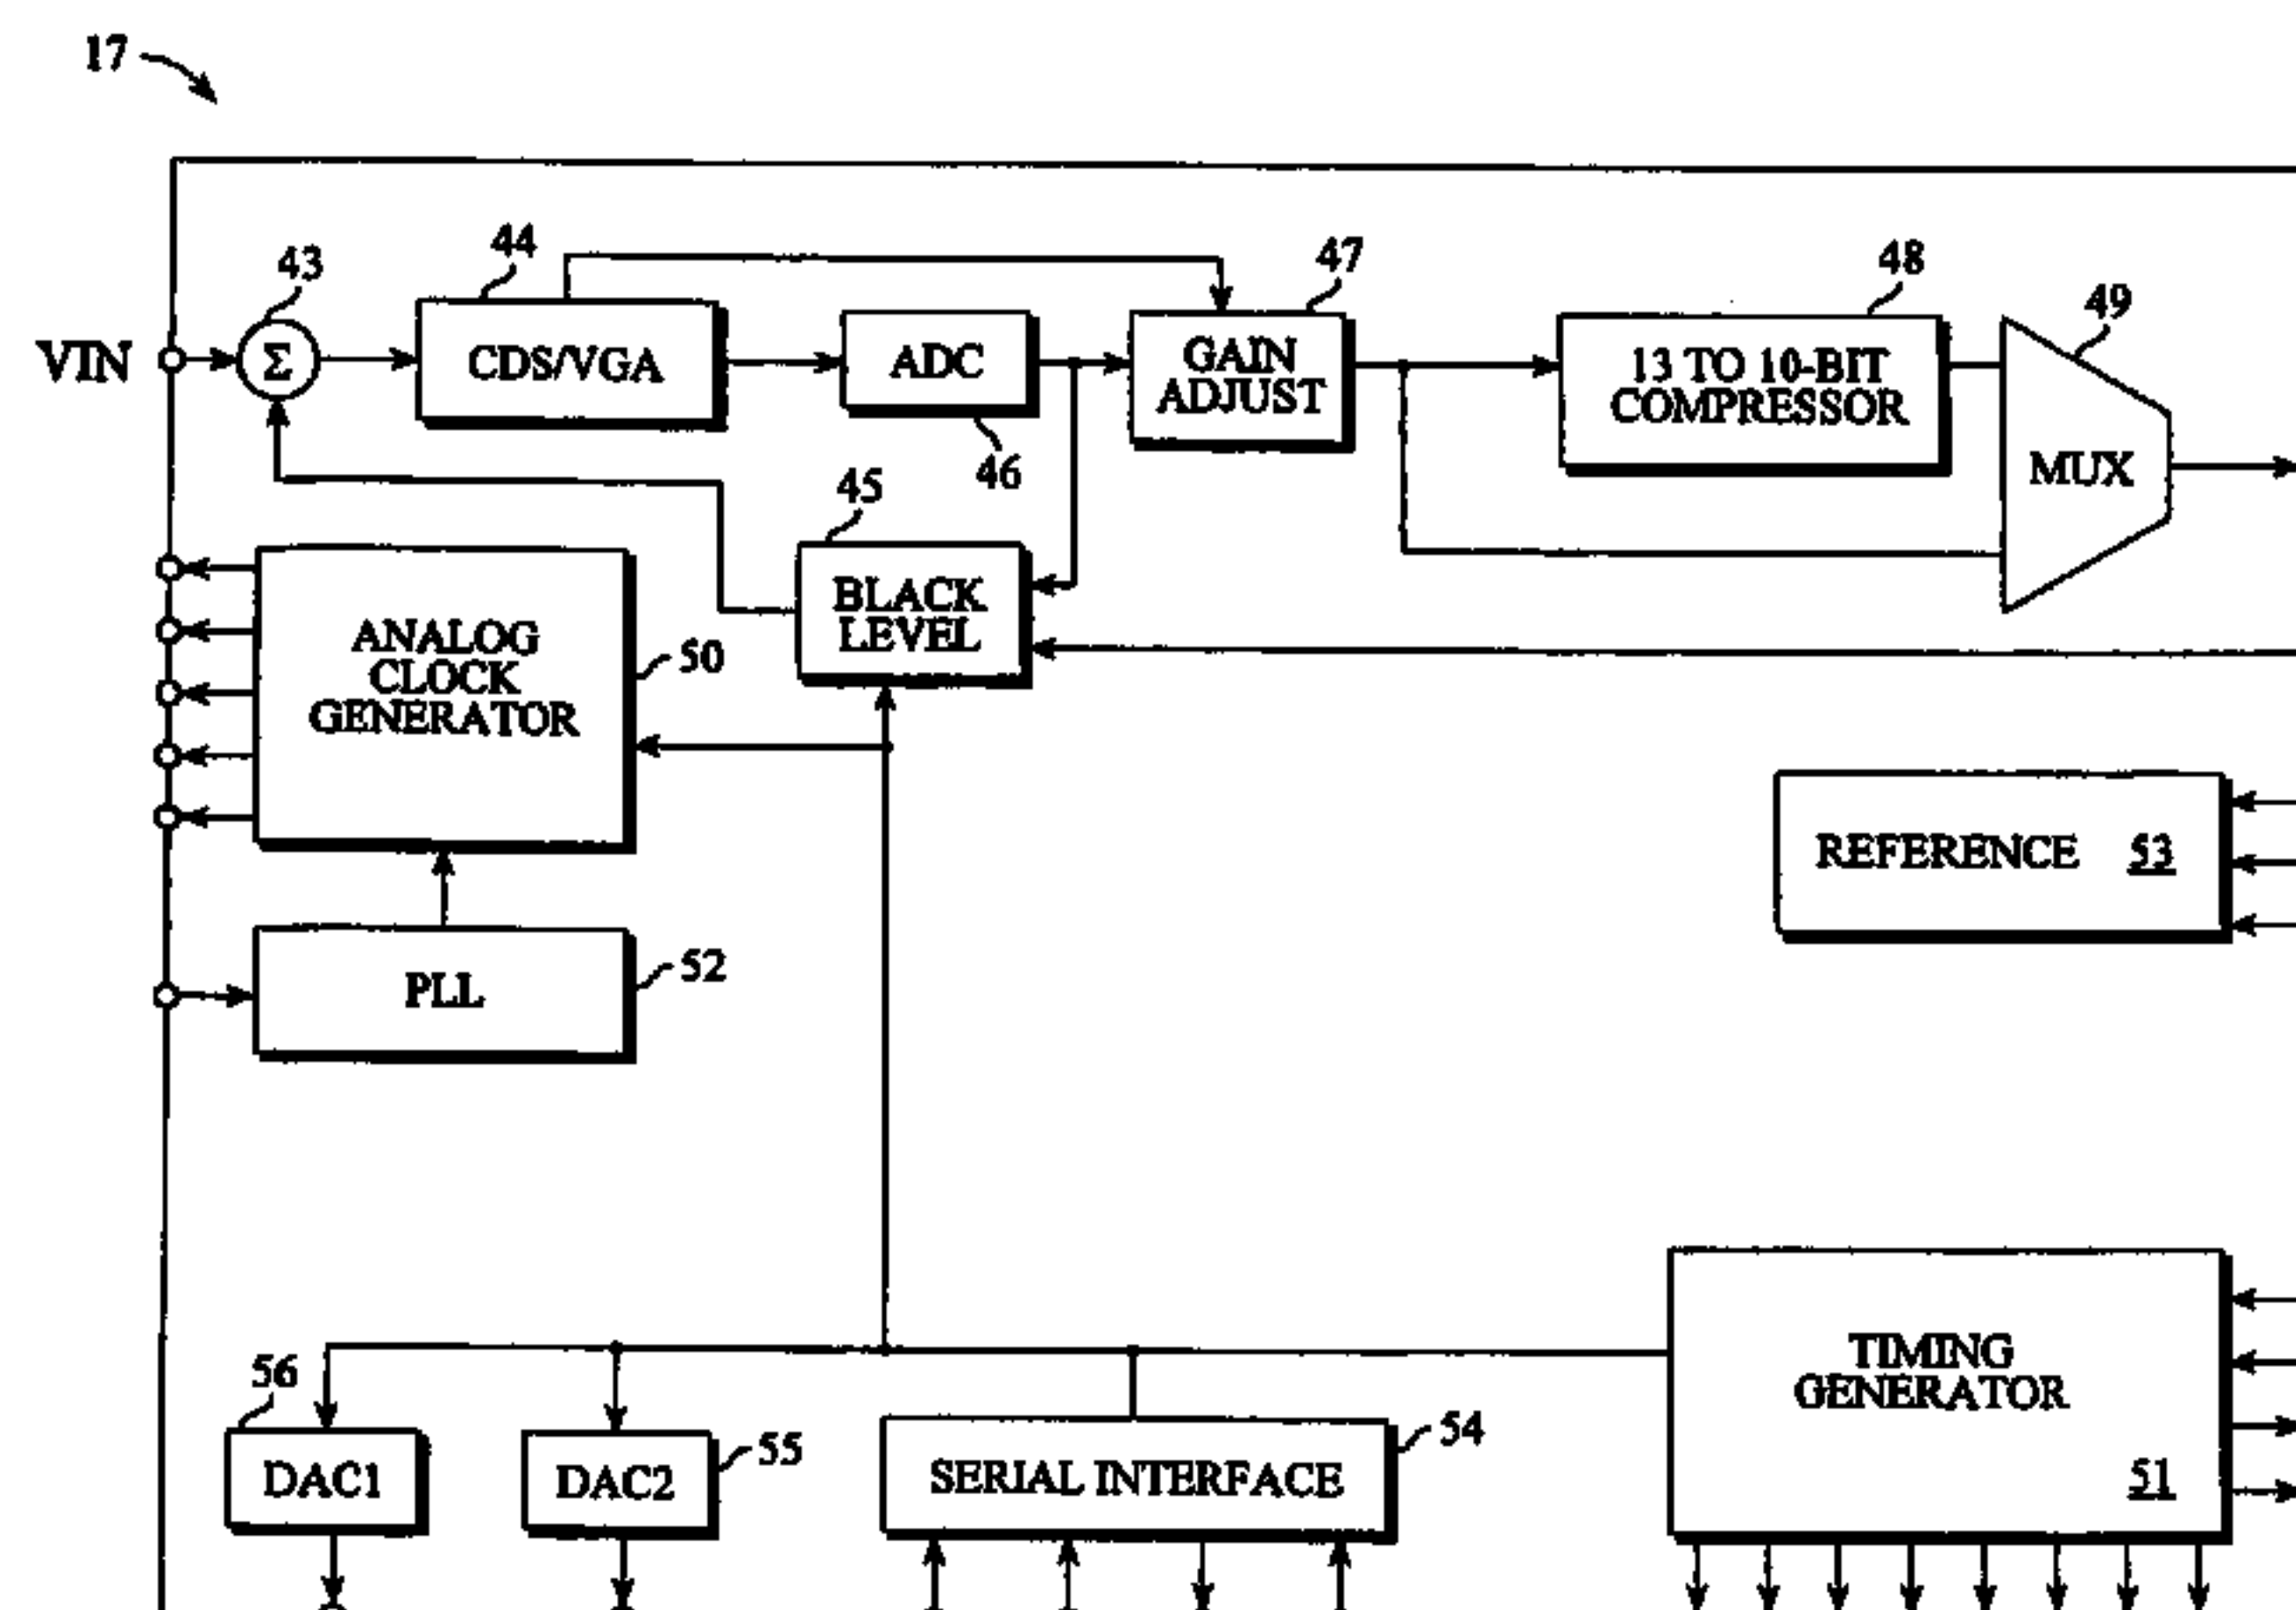 17
43
44
47
48
49
VIN
Σ
CDS/VGA
ADC
GAIN
ADJUST
13 TO 10-BIT
COMPRESSOR
MUX
46
45
BLACK
LEVEL
ANALOG
CLOCK
GENERATOR
50
REFERENCE 53
PLL
52
TIMING
GENERATOR
51
56
DAC1
DAC2
55
SERIAL INTERFACE
54